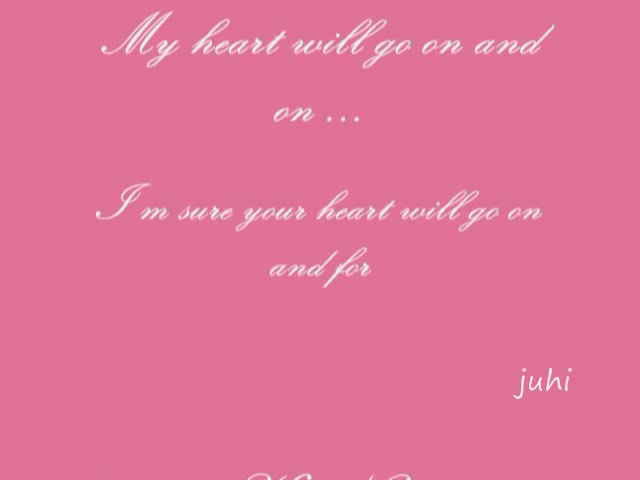 My heart will go on and
on ...
I m sure your heart will go on
and for
juhi